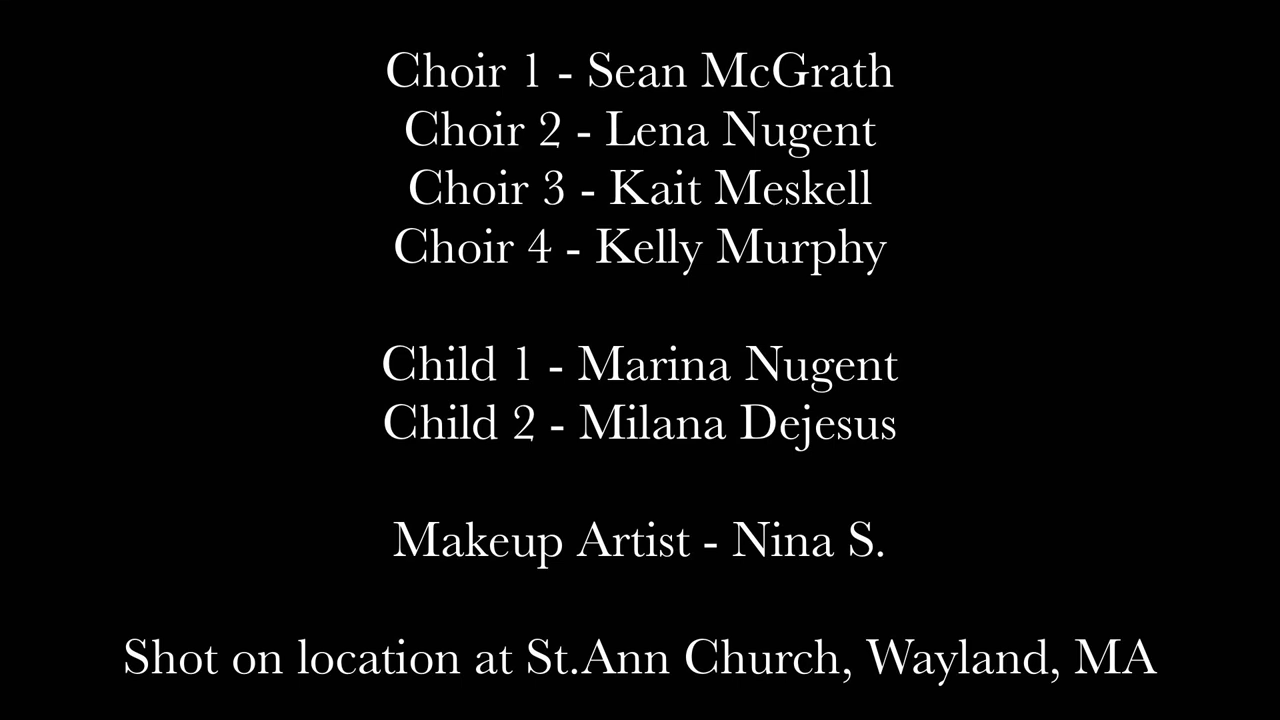 Choir 1 - Sean McGrath
Choir 2 - Lena Nugent
Choir 3 - Kait Meskell
Choir 4 - Kelly Murphy
Child 1 - Marina Nugent
Child 2 - Milana Dejesus
Makeup Artist - Nina S.
Shot on location at St.Ann Church, Wayland, MA